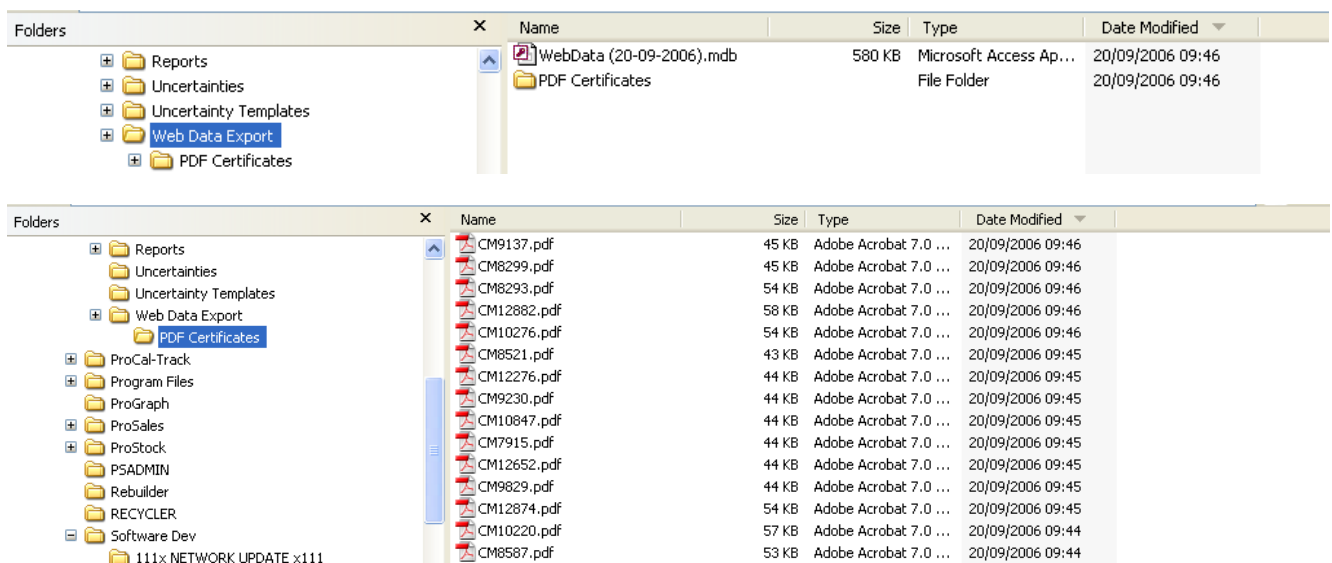 Folders
Reports
Uncertainties
Uncertainty Templates
Web Data Export
PDF Certificates
Name Size Type Date Modified
WebData (20-09-2006).mdb 580 KB Microsoft Access Ap... 20/09/2006 09:46
PDF Certificates File Folder 20/09/2006 09:46
Folders
Reports
Uncertainties
Uncertainty Templates
Web Data Export
PDF Certificates
ProCal-Track
Program Files
ProGraph
ProSales
ProStock
PSADMIN
Rebuilder
RECYCLER
Software Dev
111x NETWORK UPDATE x111
Name Size Type Date Modified
CM9137.pdf 45 KB Adobe Acrobat 7.0 ... 20/09/2006 09:46
CM8299.pdf 45 KB Adobe Acrobat 7.0 ... 20/09/2006 09:46
CM8293.pdf 54 KB Adobe Acrobat 7.0 ... 20/09/2006 09:46
CM12882.pdf 58 KB Adobe Acrobat 7.0 ... 20/09/2006 09:46
CM10276.pdf 54 KB Adobe Acrobat 7.0 ... 20/09/2006 09:46
CM8521.pdf 43 KB Adobe Acrobat 7.0 ... 20/09/2006 09:45
CM12276.pdf 44 KB Adobe Acrobat 7.0 ... 20/09/2006 09:45
CM9230.pdf 44 KB Adobe Acrobat 7.0 ... 20/09/2006 09:45
CM10847.pdf 44 KB Adobe Acrobat 7.0 ... 20/09/2006 09:45
CM7915.pdf 44 KB Adobe Acrobat 7.0 ... 20/09/2006 09:45
CM12652.pdf 44 KB Adobe Acrobat 7.0 ... 20/09/2006 09:45
CM9829.pdf 44 KB Adobe Acrobat 7.0 ... 20/09/2006 09:45
CM12874.pdf 54 KB Adobe Acrobat 7.0 ... 20/09/2006 09:45
CM10220.pdf 57 KB Adobe Acrobat 7.0 ... 20/09/2006 09:44
CM8587.pdf 53 KB Adobe Acrobat 7.0 ... 20/09/2006 09:44